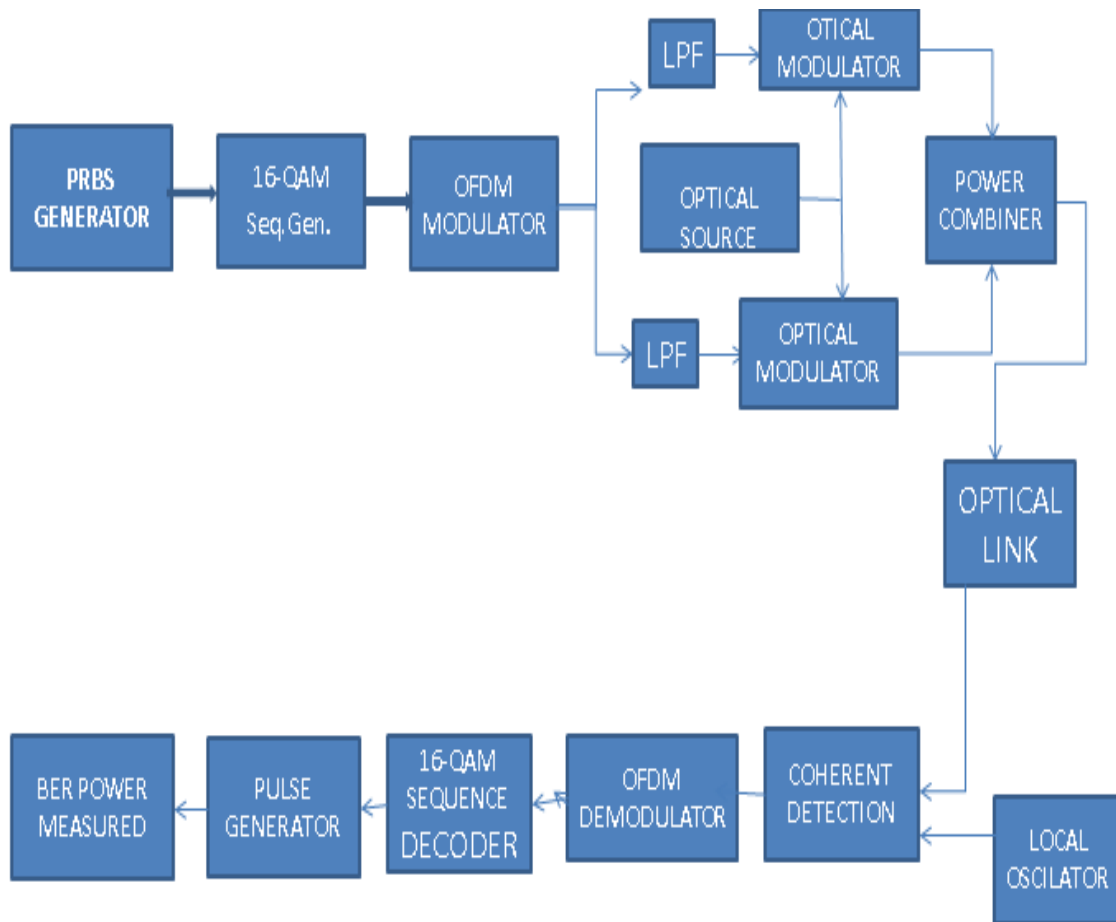 LPF
OTICAL
MODULATOR
PRBS
GENERATOR
16-QAM
Seq.Gen.
OFDM
MODULATOR
OPTICAL
SOURCE
POWER
COMBINER
LPF
OPTICAL
MODULATOR
OPTICAL
LINK
BER POWER
MEASURED
PULSE
GENERATOR
16-QAM
SEQUENCE
DECODER
OFDM
DEMODULATOR
COHERENT
DETECTION
LOCAL
OSCILATOR